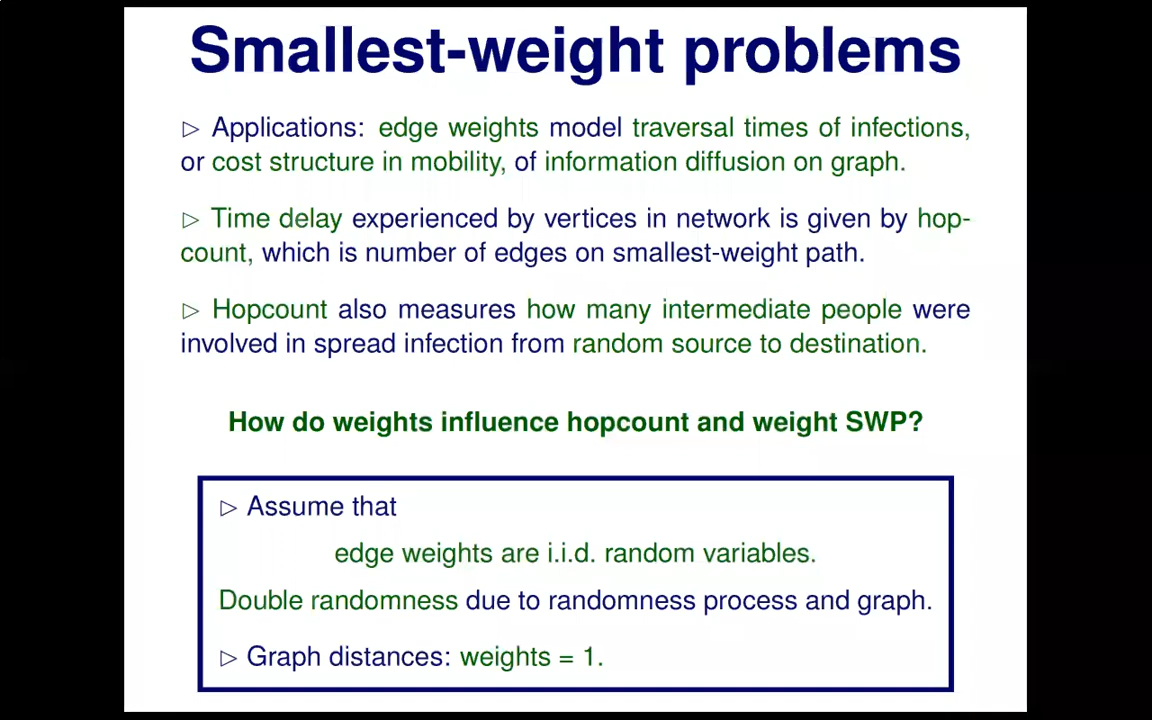 Smallest-weight problems
▷ Applications: edge weights model traversal times of infections,
or cost structure in mobility, of information diffusion on graph.
▷ Time delay experienced by vertices in network is given by hop-
count, which is number of edges on smallest-weight path.
▷ Hopcount also measures how many intermediate people were
involved in spread infection from random source to destination.
How do weights influence hopcount and weight SWP?
▷ Assume that
edge weights are i.i.d. random variables.
Double randomness due to randomness process and graph.
▷ Graph distances: weights = 1.